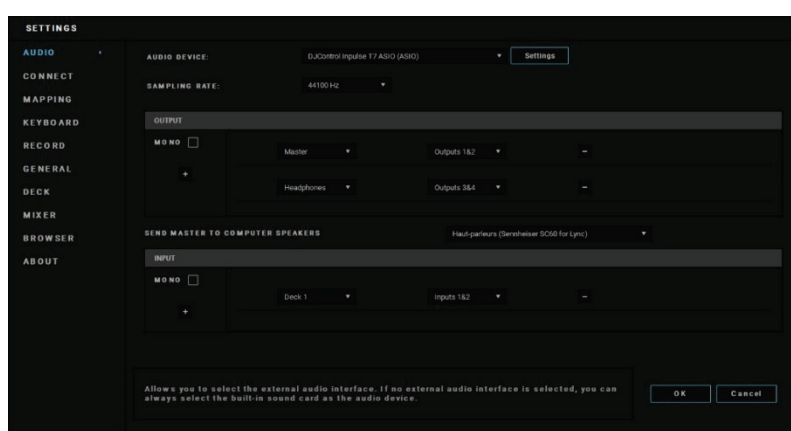 SETTINGS
AUDIO
CONNECT
MAPPING
KEYBOARD
RECORD
GENERAL
DECK
MIXER
BROWSER
ABOUT
AUDIO DEVICE: DJControl Inpulse T7 ASIO (ASIO) Settings
SAMPLING RATE: 44100 Hz
OUTPUT
MONO
Master Outputs 1&2 -
+
Headphones Outputs 3&4 -
SEND MASTER TO COMPUTER SPEAKERS Haut-parleurs (Sennheiser SC60 for Lync)
INPUT
MONO
Deck 1 Inputs 1&2 -
+
Allows you to select the external audio interface. If no external audio interface is selected, you can
always select the built-in sound card as the audio device.
OK Cancel